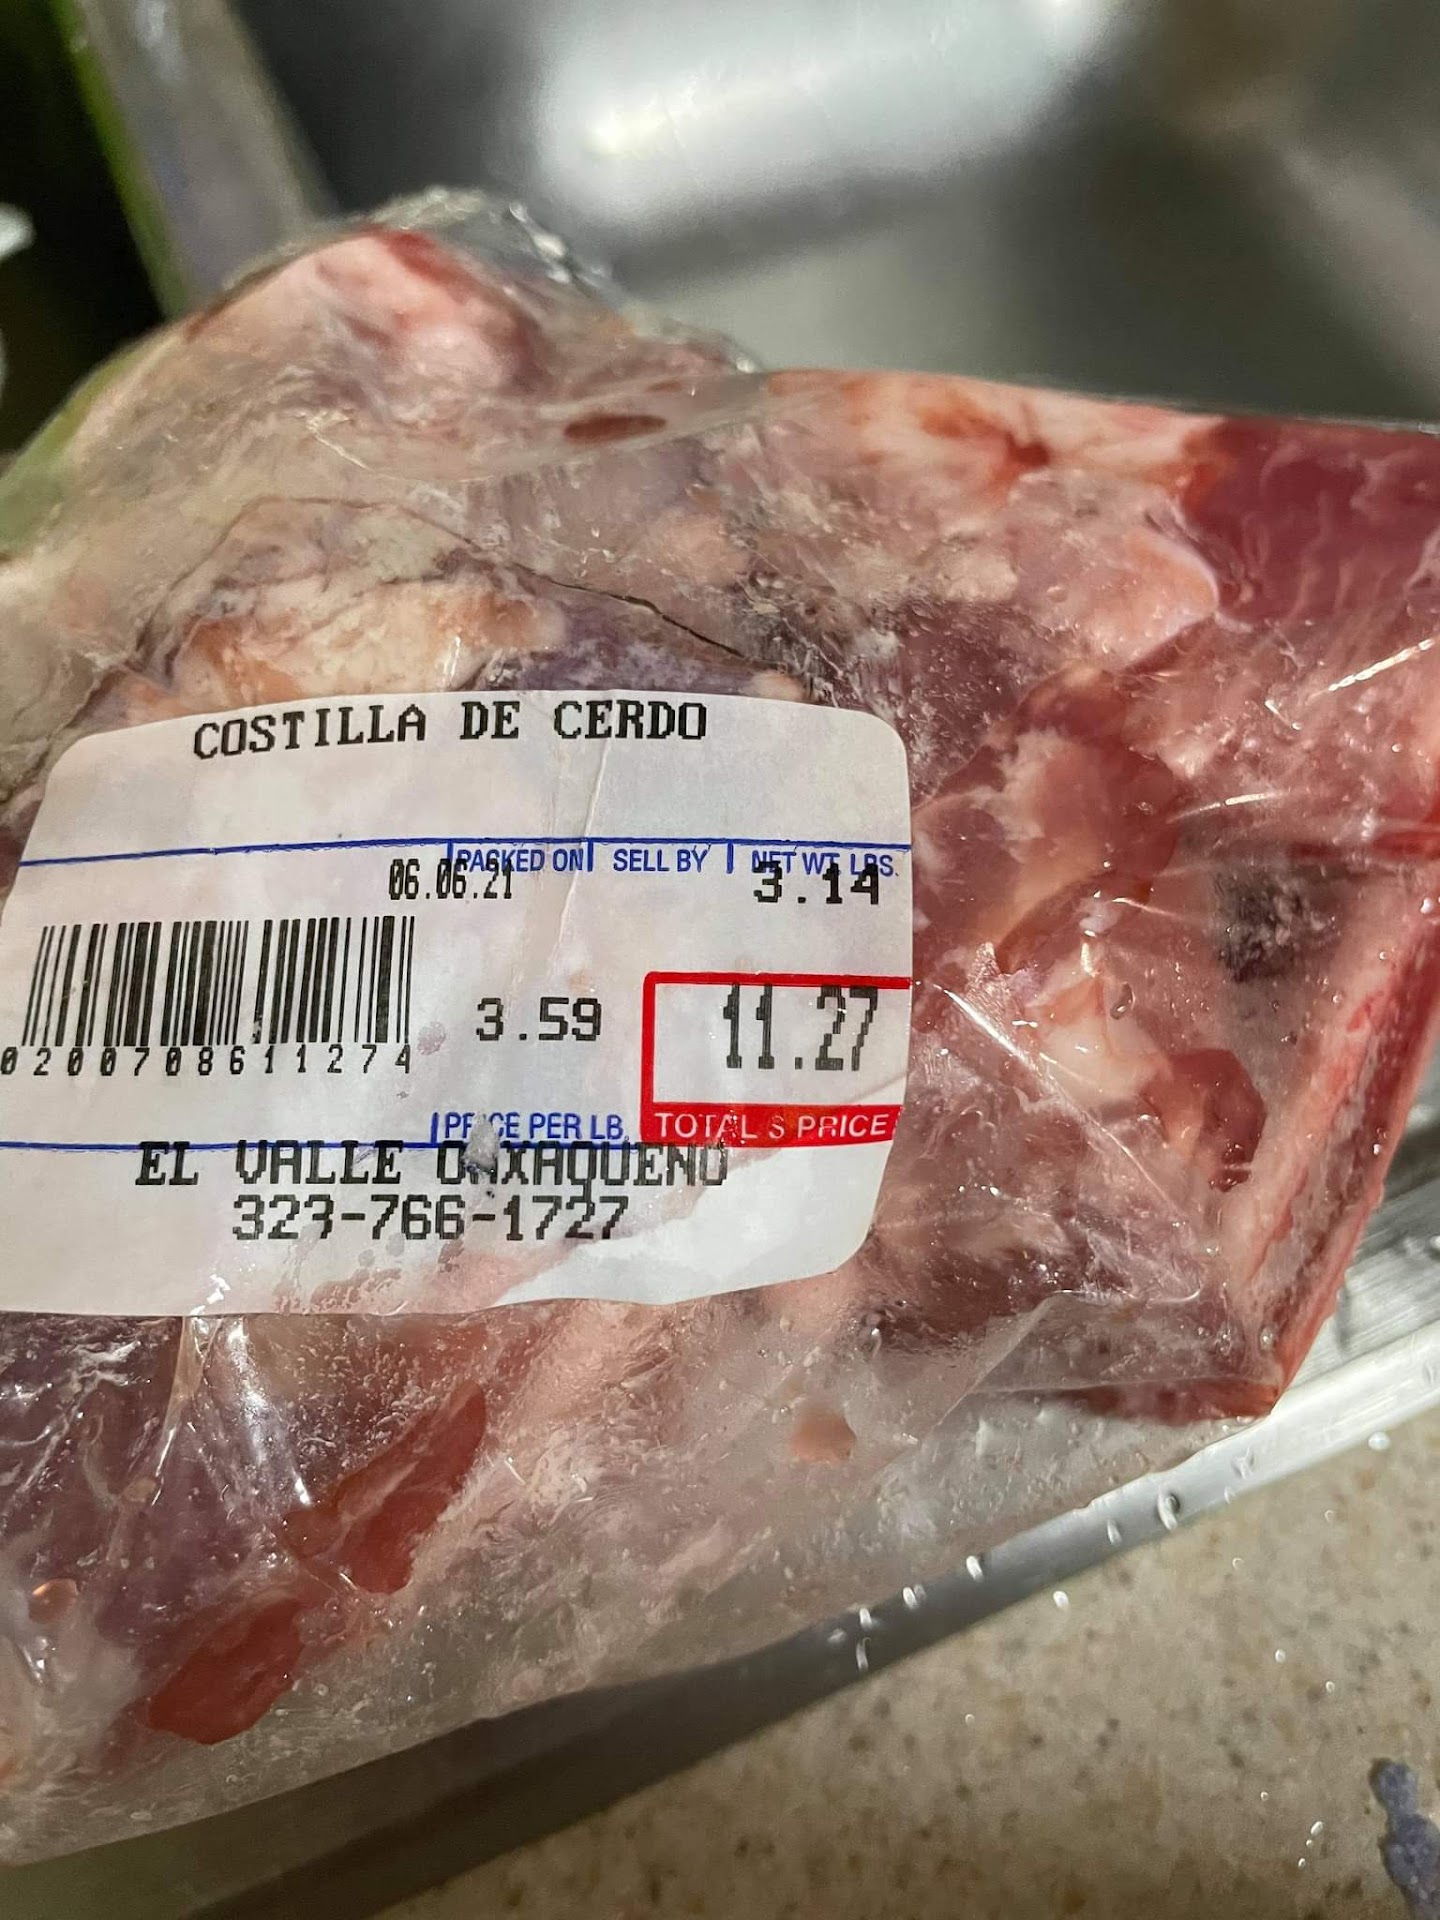 COSTILLA DE CERDO
PACKED ON SELL BY NET WT. LBS.
06.06.21 3.14
3.59 11.27
0200708611274
PRICE PER LB. TOTAL $ PRICE
EL VALLE OAXAQUENO
323-766-1727